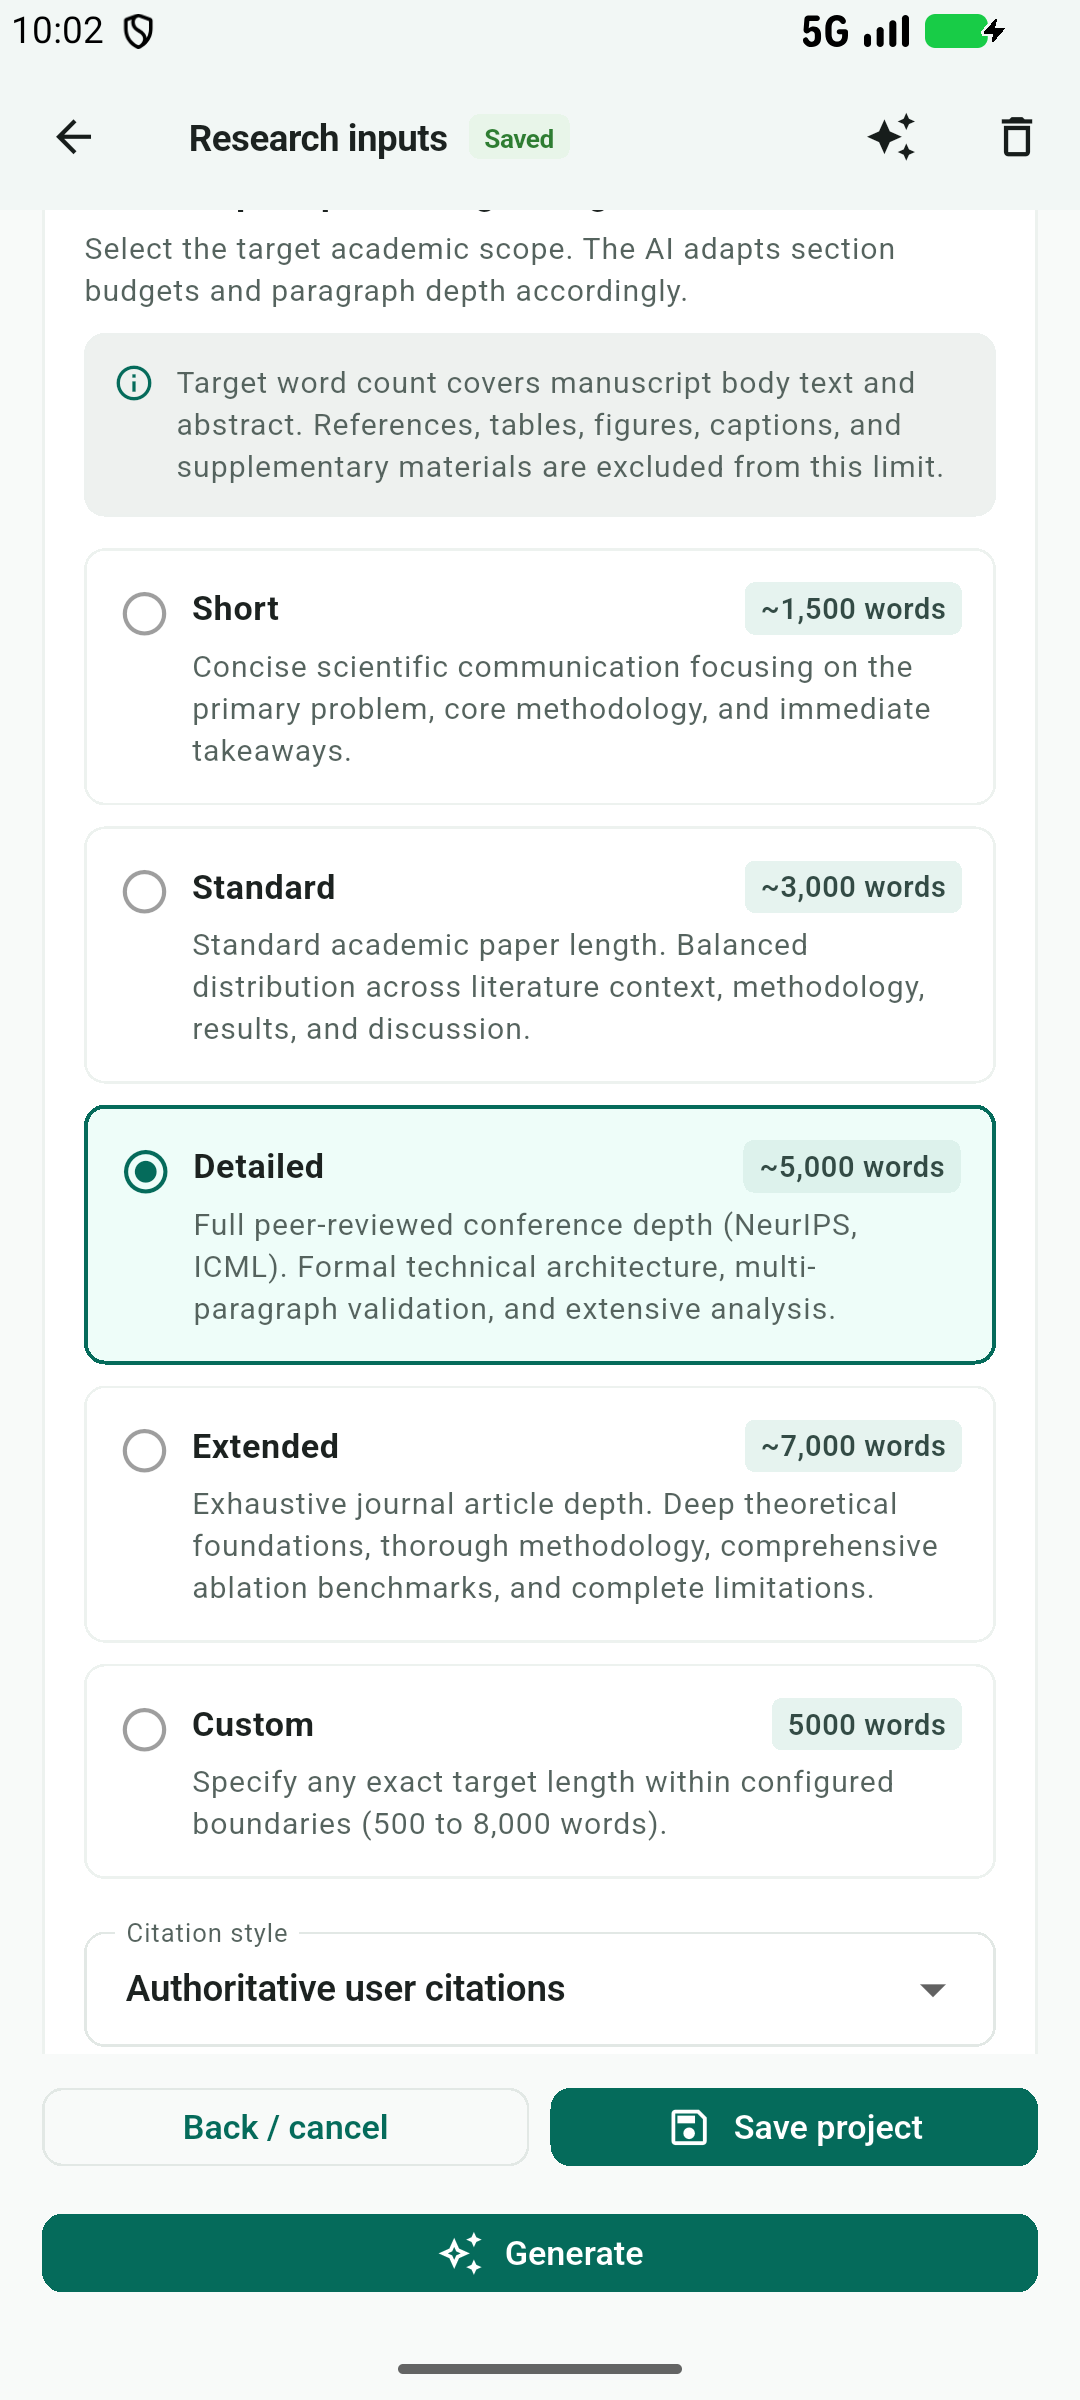 10:02
5G
Research inputs
Saved
Select the target academic scope. The AI adapts section
budgets and paragraph depth accordingly.
Target word count covers manuscript body text and
abstract. References, tables, figures, captions, and
supplementary materials are excluded from this limit.
Short
~1,500 words
Concise scientific communication focusing on the
primary problem, core methodology, and immediate
takeaways.
Standard
~3,000 words
Standard academic paper length. Balanced
distribution across literature context, methodology,
results, and discussion.
Detailed
~5,000 words
Full peer-reviewed conference depth (NeurIPS,
ICML). Formal technical architecture, multi-
paragraph validation, and extensive analysis.
Extended
~7,000 words
Exhaustive journal article depth. Deep theoretical
foundations, thorough methodology, comprehensive
ablation benchmarks, and complete limitations.
Custom
5000 words
Specify any exact target length within configured
boundaries (500 to 8,000 words).
Citation style
Authoritative user citations
Back / cancel
Save project
Generate